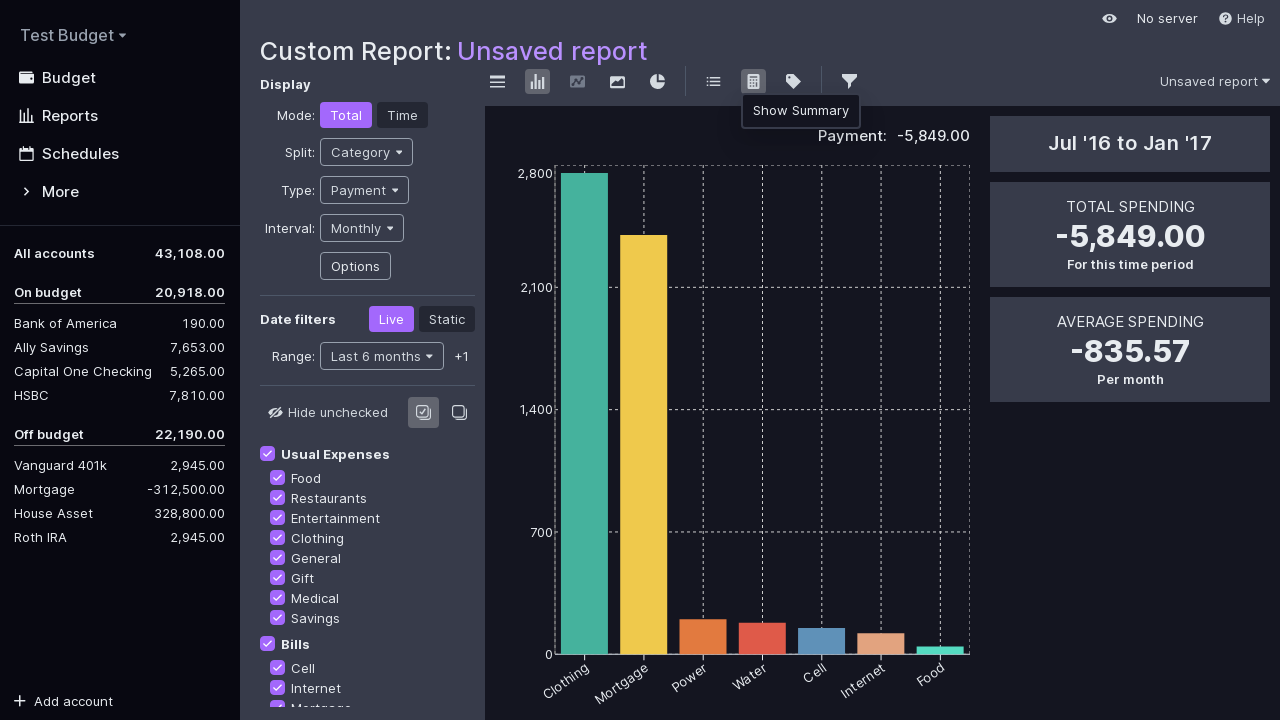 Test Budget
Budget
Reports
Schedules
More
All accounts 43,108.00
On budget 20,918.00
Bank of America 190.00
Ally Savings 7,653.00
Capital One Checking 5,265.00
HSBC 7,810.00
Off budget 22,190.00
Vanguard 401k 2,945.00
Mortgage -312,500.00
House Asset 328,800.00
Roth IRA 2,945.00
Add account
No server Help
Custom Report: Unsaved report
Display
Mode: Total Time
Split: Category
Type: Payment
Interval: Monthly
Options
Date filters Live Static
Range: Last 6 months +1
Hide unchecked
Usual Expenses
Food
Restaurants
Entertainment
Clothing
General
Gift
Medical
Savings
Bills
Cell
Internet
Mortgage
Unsaved report
Show Summary
Payment: -5,849.00
2,800
2,100
1,400
700
0
Clothing Mortgage Power Water Cell Internet Food
Jul '16 to Jan '17
TOTAL SPENDING
-5,849.00
For this time period
AVERAGE SPENDING
-835.57
Per month